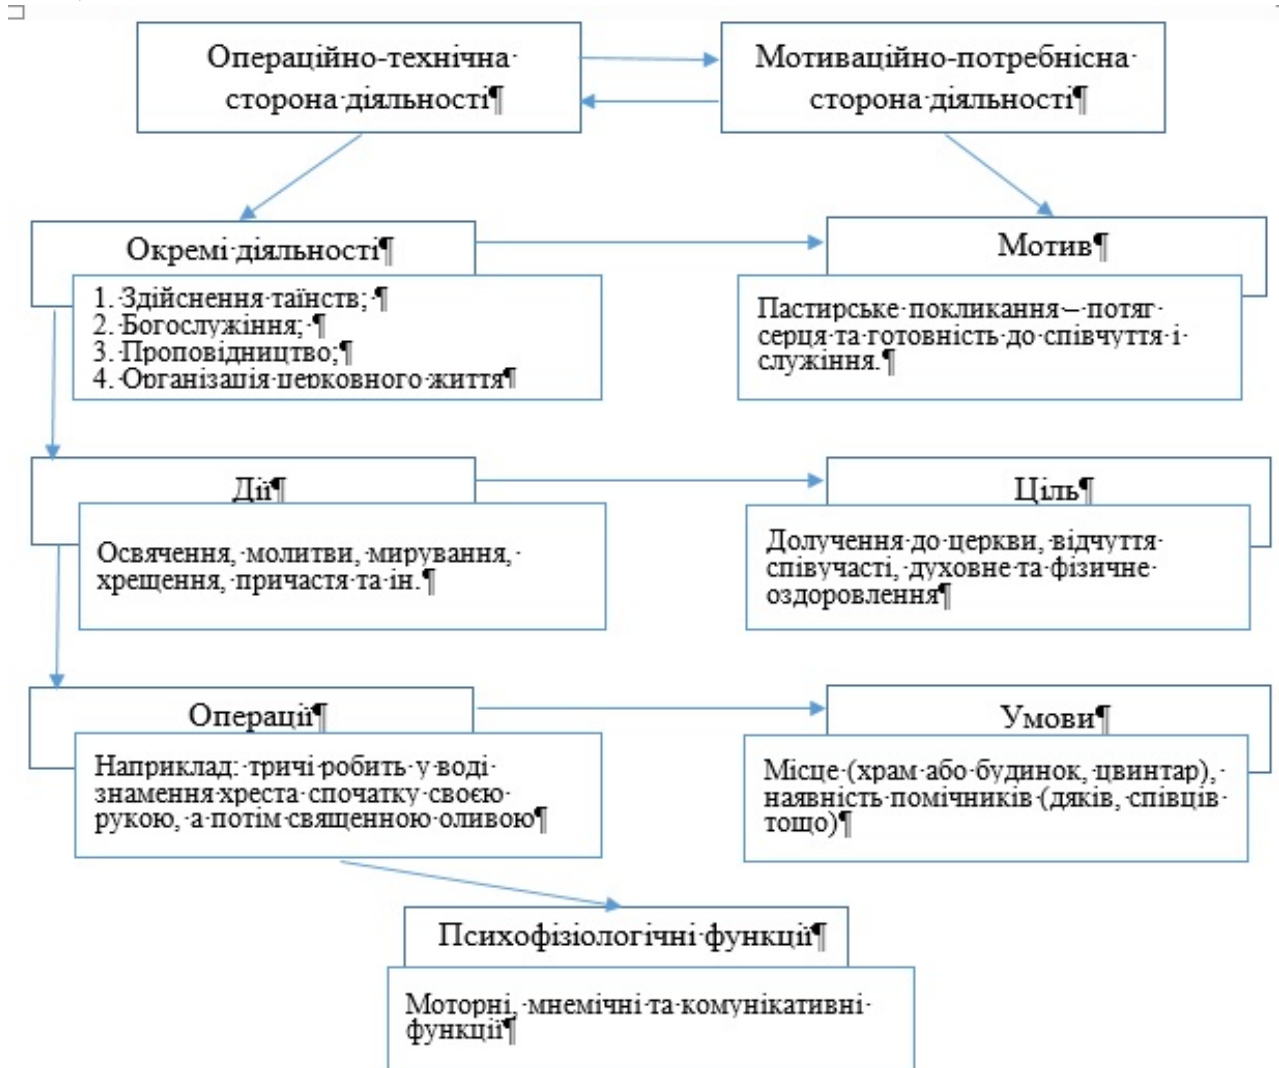 Операційно-технічна
сторона діяльності¶
Мотиваційно-потребнісна
сторона діяльності¶
Окремі діяльності¶
1. Здійснення таїнств; ¶
2. Богослужіння; ¶
3. Проповідництво;¶
4. Організація церковного життя¶
Мотив¶
Пастирське покликання – потяг
серця та готовність до співчуття і
служіння.¶
Дії¶
Освячення, молитви, мирування,
хрещення, причастя та ін.¶
Ціль¶
Долучення до церкви, відчуття
співучасті, духовне та фізичне
оздоровлення¶
Операції¶
Наприклад: тричі робить у воді
знамення хреста спочатку своєю
рукою, а потім священною оливою¶
Умови¶
Місце (храм або будинок, цвинтар),
наявність помічників (дяків, співців
тощо)¶
Психофізіологічні функції¶
Моторні, мнемічні та комунікативні
функції¶